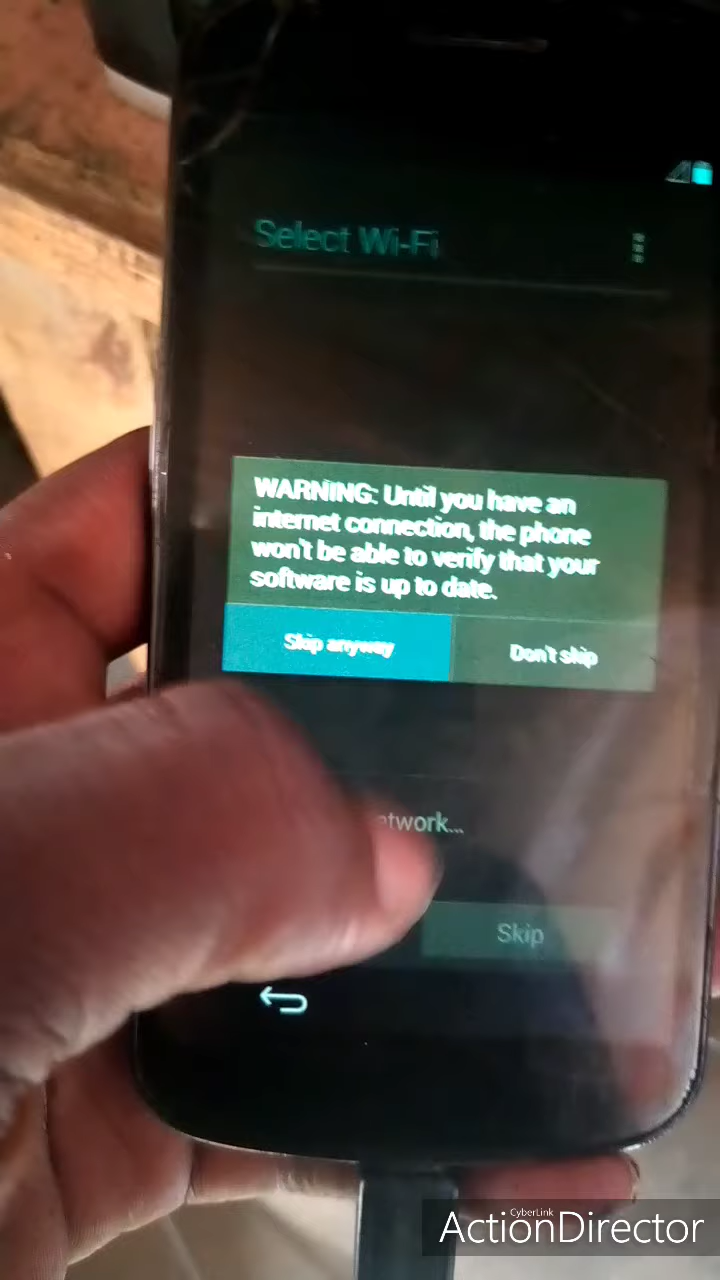 Select Wi-Fi
WARNING: Until you have an
internet connection, the phone
won't be able to verify that your
software is up to date.
Skip anyway
Don't skip
Skip
CyberLink
ActionDirector